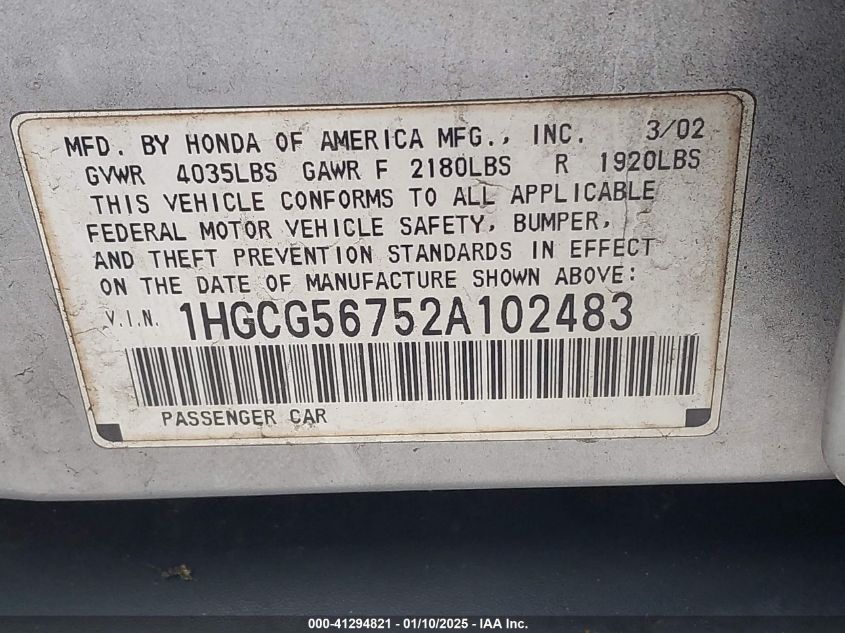 MFD. BY HONDA OF AMERICA MFG., INC. 3/02
GVWR 4035LBS GAWR F 2180LBS R 1920LBS
THIS VEHICLE CONFORMS TO ALL APPLICABLE
FEDERAL MOTOR VEHICLE SAFETY, BUMPER,
AND THEFT PREVENTION STANDARDS IN EFFECT
ON THE DATE OF MANUFACTURE SHOWN ABOVE:
V.I.N. 1HGCG56752A102483
PASSENGER CAR
000-41294821 - 01/10/2025 - IAA Inc.